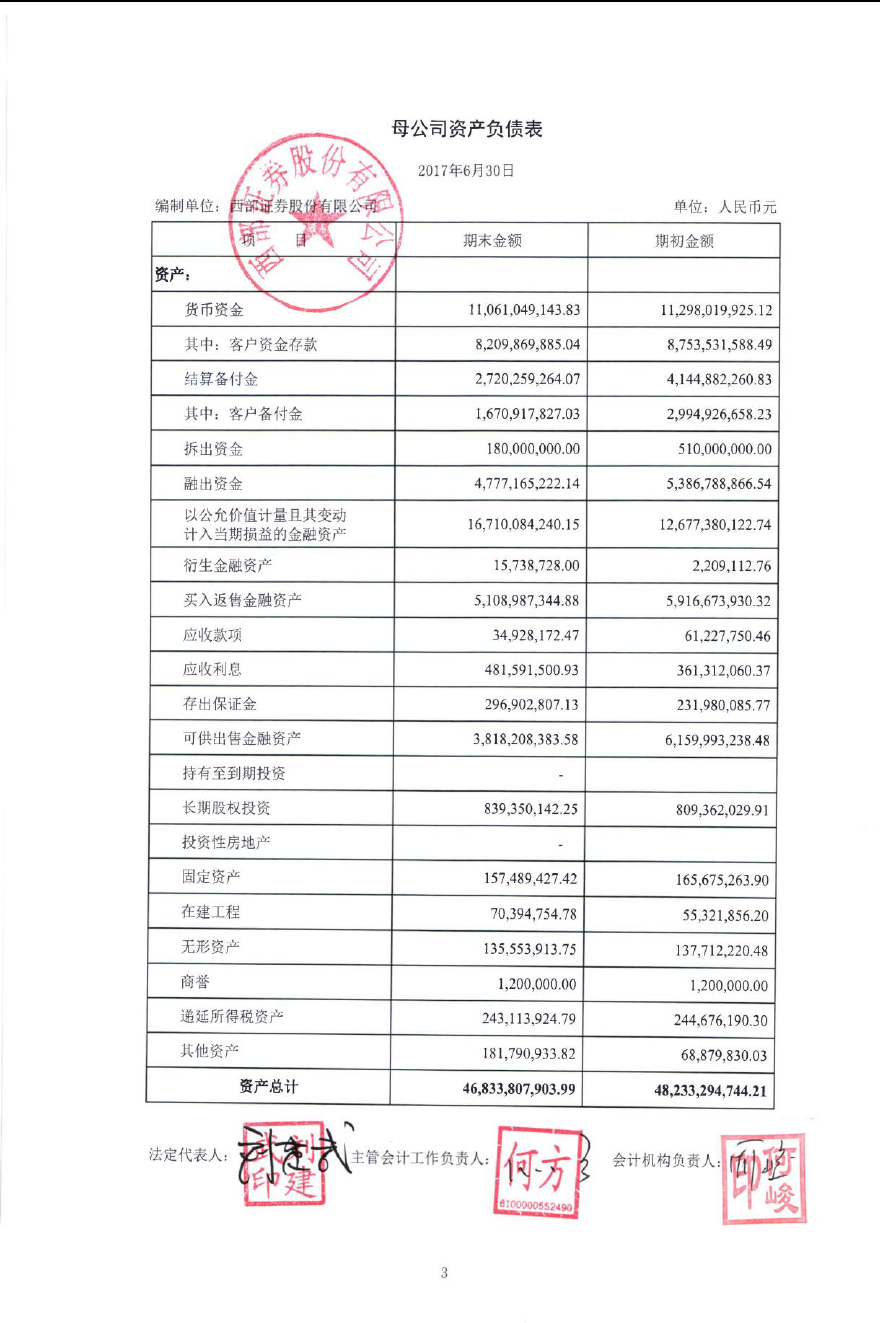 母公司资产负债表
2017年6月30日
编制单位：西部证券股份有限公司 单位：人民币元
西部证券股份有限公司
项 目 期末金额 期初金额
资产：
货币资金 11,061,049,143.83 11,298,019,925.12
其中：客户资金存款 8,209,869,885.04 8,753,531,588.49
结算备付金 2,720,259,264.07 4,144,882,260.83
其中：客户备付金 1,670,917,827.03 2,994,926,658.23
拆出资金 180,000,000.00 510,000,000.00
融出资金 4,777,165,222.14 5,386,788,866.54
以公允价值计量且其变动
计入当期损益的金融资产 16,710,084,240.15 12,677,380,122.74
衍生金融资产 15,738,728.00 2,209,112.76
买入返售金融资产 5,108,987,344.88 5,916,673,930.32
应收款项 34,928,172.47 61,227,750.46
应收利息 481,591,500.93 361,312,060.37
存出保证金 296,902,807.13 231,980,085.77
可供出售金融资产 3,818,208,383.58 6,159,993,238.48
持有至到期投资 -
长期股权投资 839,350,142.25 809,362,029.91
投资性房地产 -
固定资产 157,489,427.42 165,675,263.90
在建工程 70,394,754.78 55,321,856.20
无形资产 135,553,913.75 137,712,220.48
商誉 1,200,000.00 1,200,000.00
递延所得税资产 243,113,924.79 244,676,190.30
其他资产 181,790,933.82 68,879,830.03
资产总计 46,833,807,903.99 48,233,294,744.21
法定代表人： 主管会计工作负责人： 会计机构负责人：
武刘
印建
何方
6100000552490
何
印峻
3